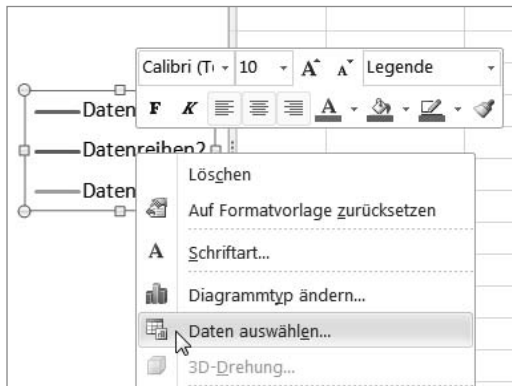 Calibri (T 10 A A Legende
F K A
Daten
Datenreihen2
Daten
Löschen
Auf Formatvorlage zurücksetzen
A Schriftart...
Diagrammtyp ändern...
Daten auswählen...
3D-Drehung...